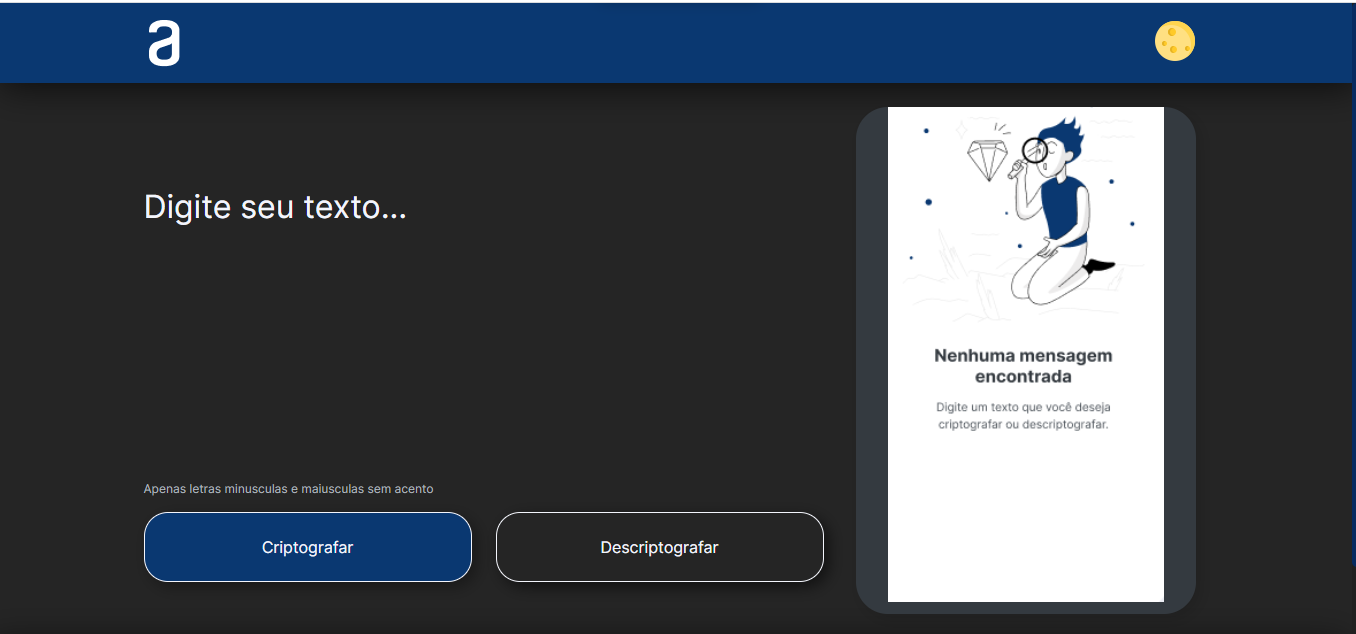 a
Digite seu texto...
Nenhuma mensagem
encontrada
Digite um texto que você deseja
criptografar ou descriptografar.
Apenas letras minusculas e maiusculas sem acento
Criptografar
Descriptografar